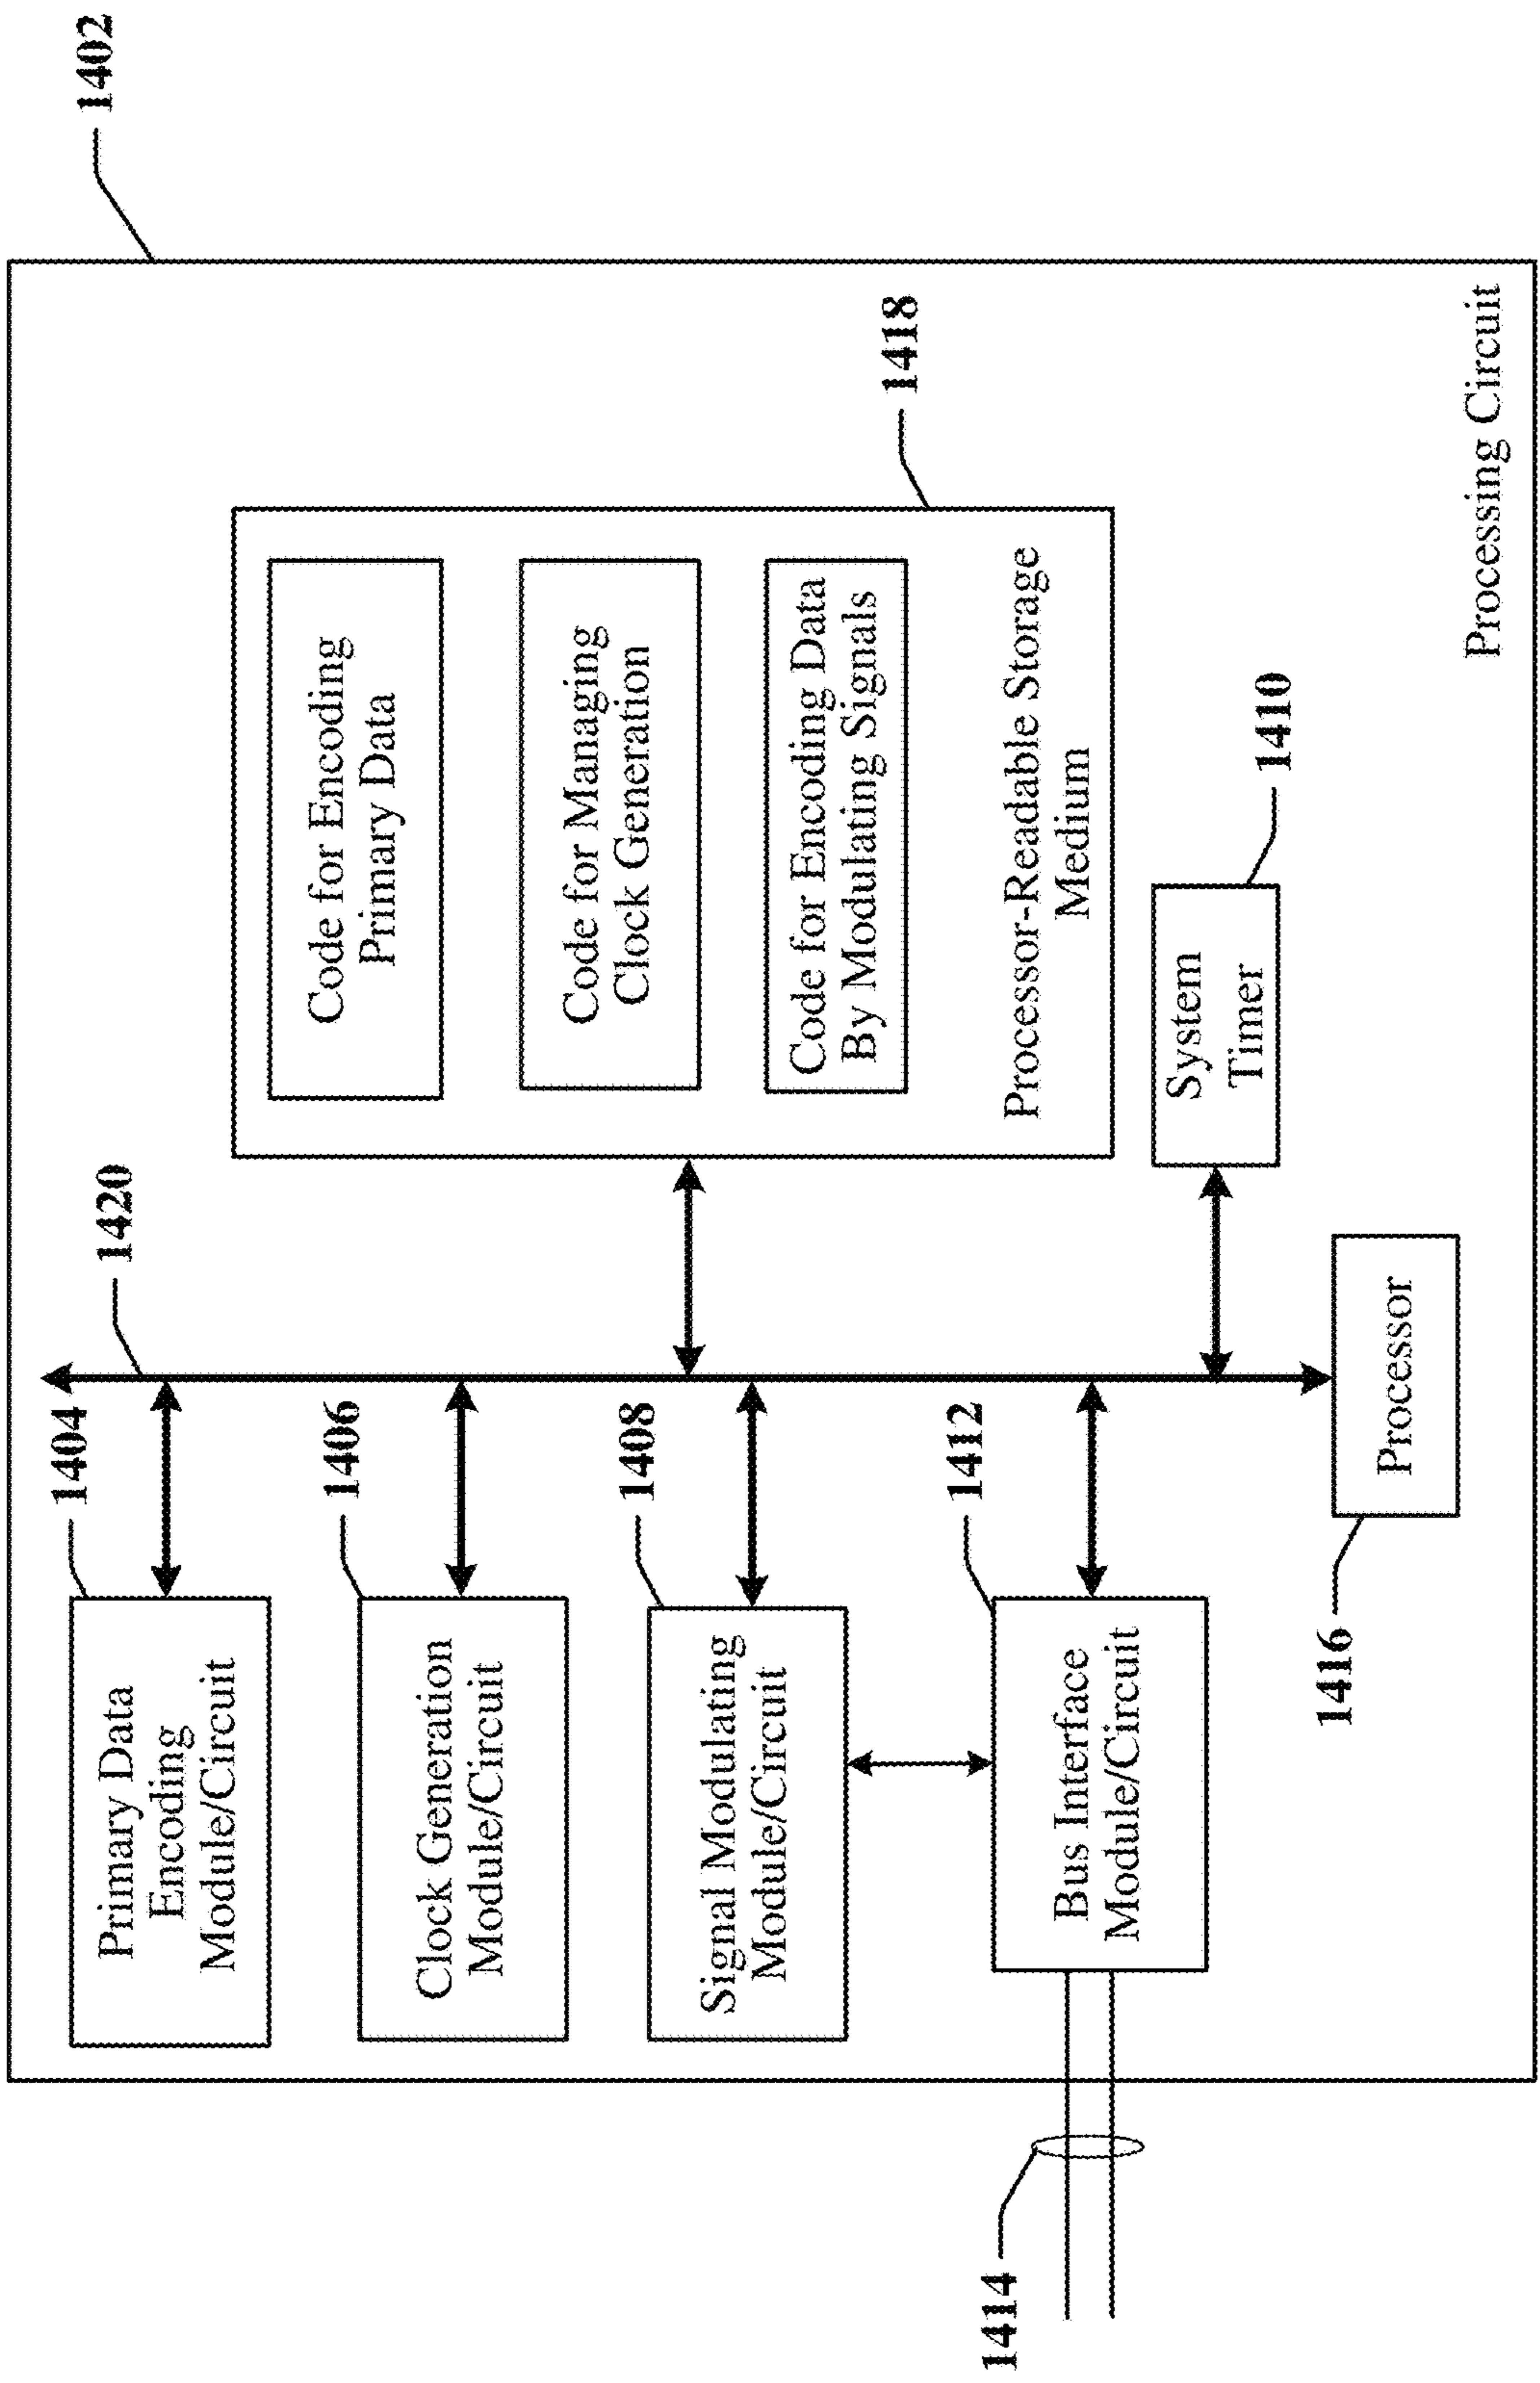 1402
1420
1404
Primary Data
Encoding
Module/Circuit
1406
Clock Generation
Module/Circuit
1408
Signal Modulating
Module/Circuit
1412
Bus Interface
Module/Circuit
1414
1416
Processor
Code for Encoding
Primary Data
Code for Managing
Clock Generation
Code for Encoding Data
By Modulating Signals
Processor-Readable Storage
Medium
1418
System
Timer
1410
Processing Circuit